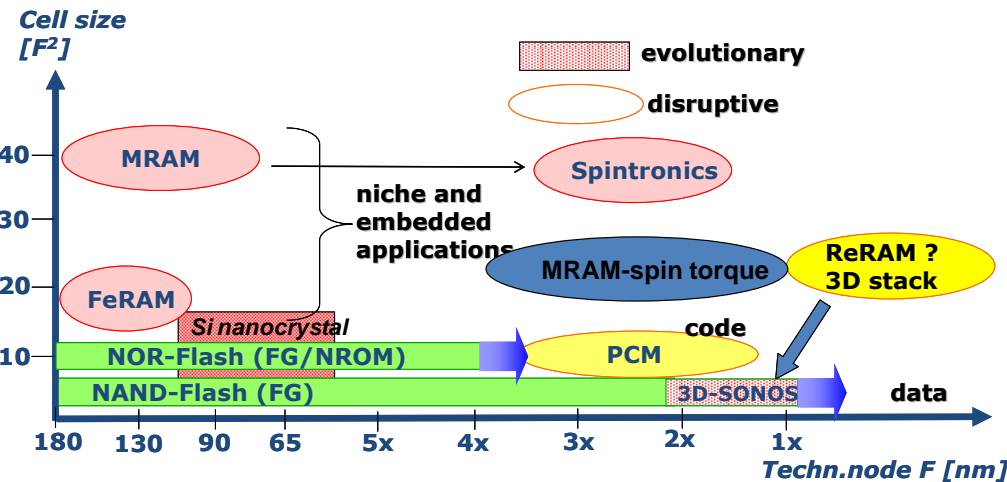 Cell size
[F²]
evolutionary
disruptive
40
MRAM
Spintronics
niche and
embedded
applications
30
MRAM-spin torque
ReRAM ?
3D stack
20
FeRAM
Si nanocrystal
code
10
NOR-Flash (FG/NROM)
PCM
NAND-Flash (FG)
3D-SONOS
data
180
130
90
65
5x
4x
3x
2x
1x
Techn.node F [nm]